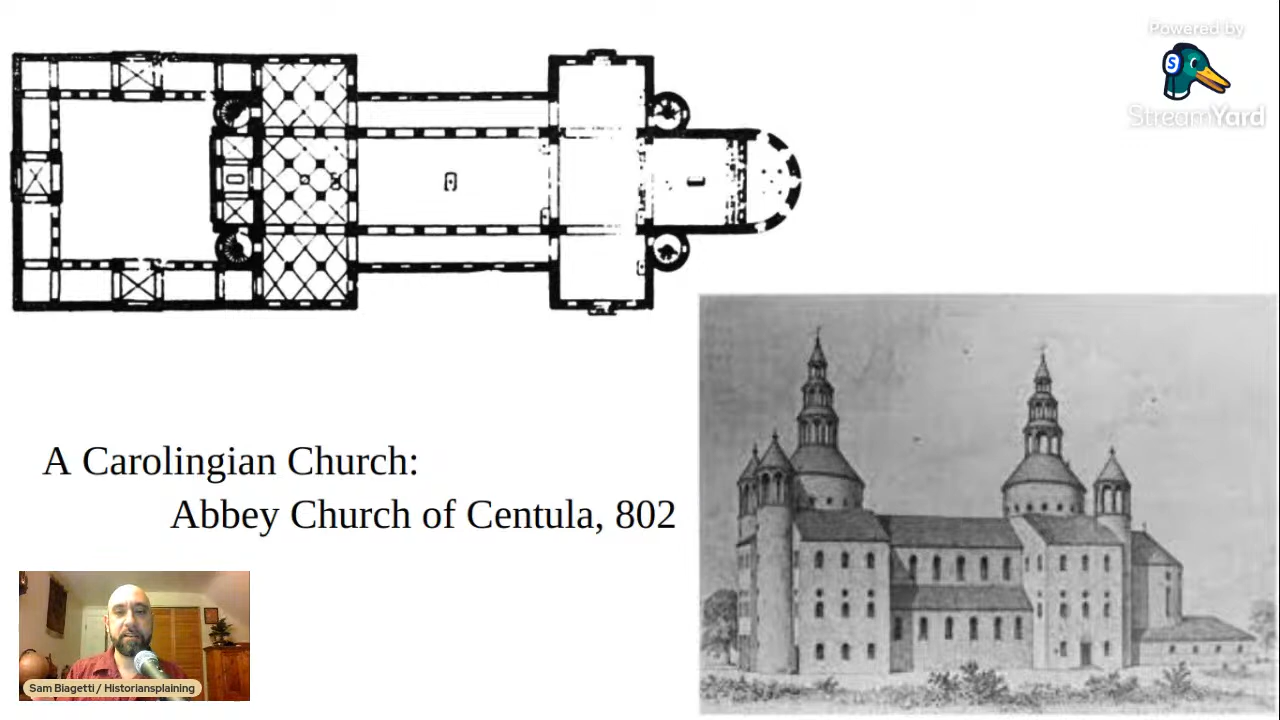 Powered by
S
StreamYard
A Carolingian Church:
Abbey Church of Centula, 802
Sam Biagetti / Historiansplaining